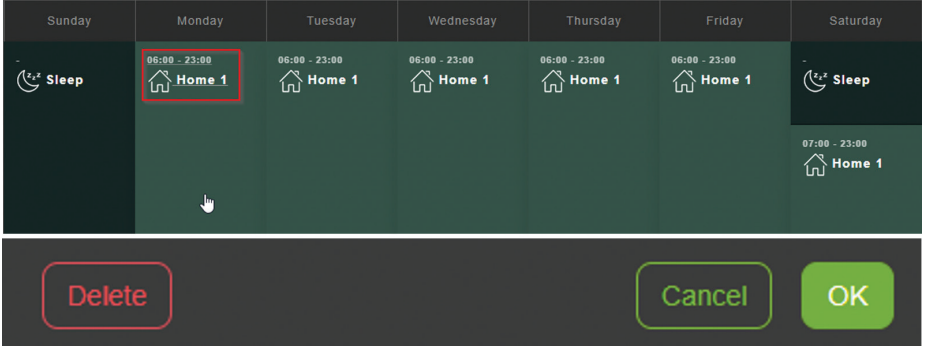 Sunday Monday Tuesday Wednesday Thursday Friday Saturday
- 06:00 - 23:00 06:00 - 23:00 06:00 - 23:00 06:00 - 23:00 06:00 - 23:00 -
zzz Sleep Home 1 Home 1 Home 1 Home 1 Home 1 zzz Sleep
07:00 - 23:00
Home 1
Delete Cancel OK